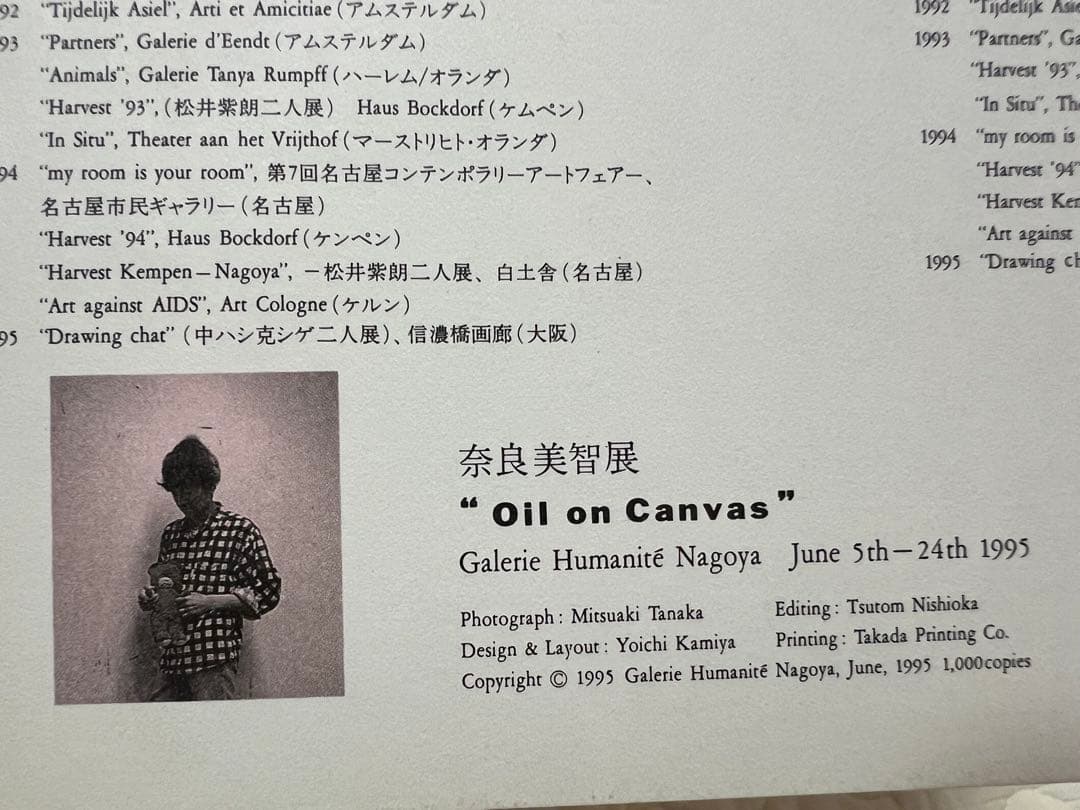 92 “Tijdelijk Asiel”, Arti et Amicitiae(アムステルダム)
93 “Partners”, Galerie d'Eendt(アムステルダム)
“Animals”, Galerie Tanya Rumpff(ハーレム/オランダ)
“Harvest '93”,(松井紫朗二人展) Haus Bockdorf(ケムペン)
“In Situ”, Theater aan het Vrijthof(マーストリヒト・オランダ)
94 “my room is your room”, 第7回名古屋コンテンポラリーアートフェアー、
名古屋市民ギャラリー(名古屋)
“Harvest '94”, Haus Bockdorf(ケンペン)
“Harvest Kempen–Nagoya”, –松井紫朗二人展、白土舎(名古屋)
“Art against AIDS”, Art Cologne(ケルン)
95 “Drawing chat” (中ハシ克シゲ二人展)、信濃橋画廊(大阪)
1992 “Tijdelijk Asie
1993 “Partners”, Ga
“Harvest '93”,
“In Situ”, Th
1994 “my room is
“Harvest '94”
“Harvest Ker
“Art against
1995 “Drawing ch
奈良美智展
“Oil on Canvas”
Galerie Humanité Nagoya June 5th–24th 1995
Photograph: Mitsuaki Tanaka Editing: Tsutom Nishioka
Design & Layout: Yoichi Kamiya Printing: Takada Printing Co.
Copyright © 1995 Galerie Humanité Nagoya, June, 1995 1,000copies